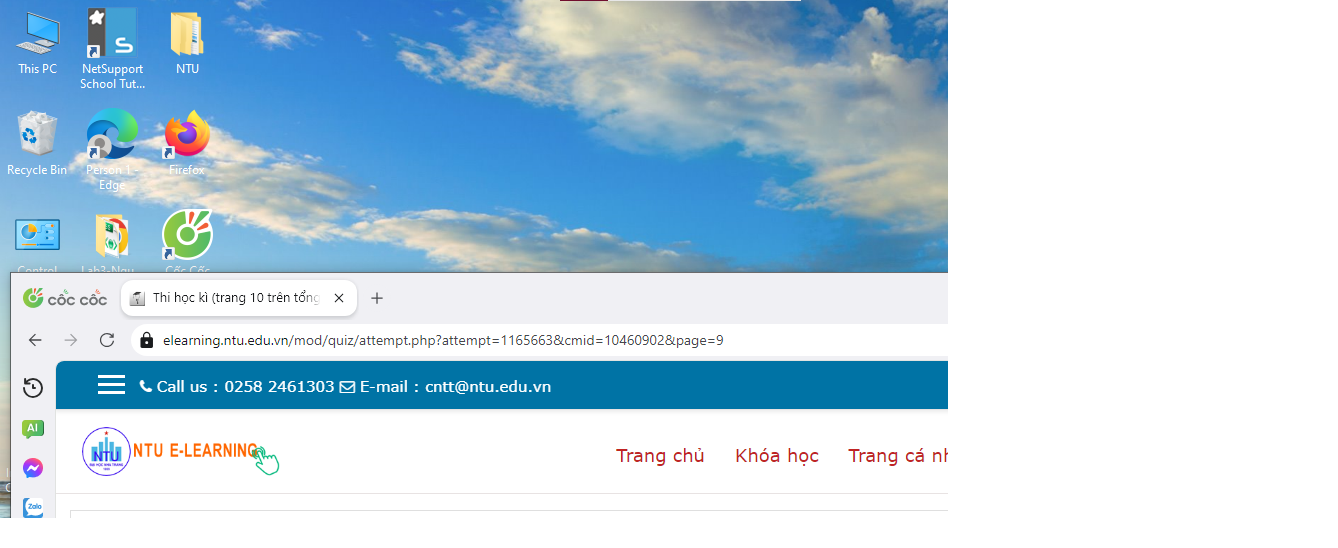 This PC
NetSupport
School Tut...
NTU
Recycle Bin
Person 1 -
Edge
Firefox
Control
Lab3-Ngu...
Cốc Cốc
cốc cốc
Thi học kì (trang 10 trên tổng
elearning.ntu.edu.vn/mod/quiz/attempt.php?attempt=1165663&cmid=10460902&page=9
Call us : 0258 2461303 E-mail : cntt@ntu.edu.vn
AI
NTU
NTU E-LEARNING
Trang chủ Khóa học Trang cá nh
Zalo